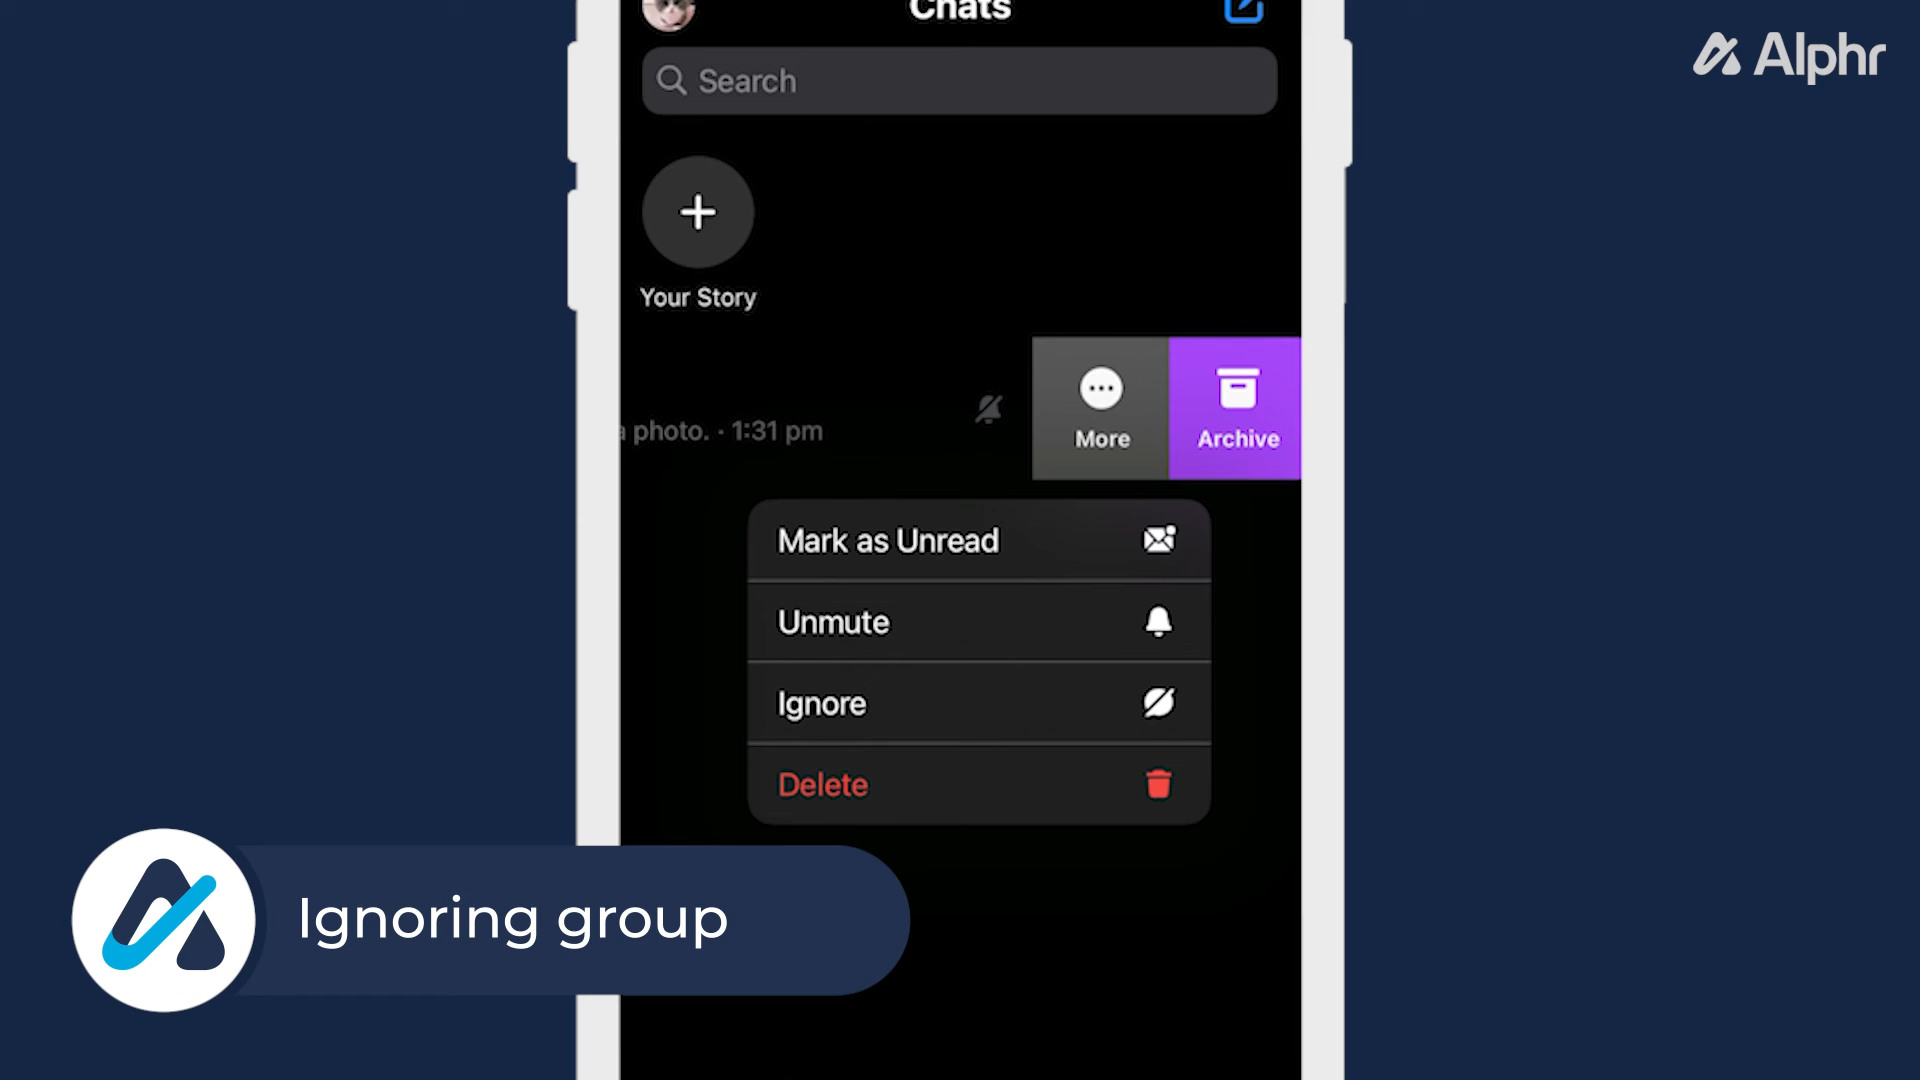 Chats
Alphr
Search
Your Story
a photo. · 1:31 pm
More
Archive
Mark as Unread
Unmute
Ignore
Delete
Ignoring group